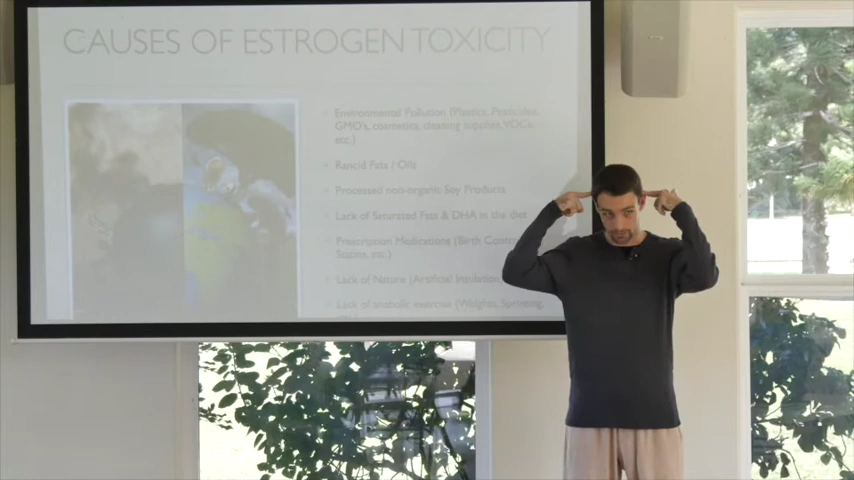 CAUSES OF ESTROGEN TOXICITY
Environmental Pollution (Plastics, Pesticides,
GMO's, cosmetics, cleaning supplies, VOCs,
etc.)
Rancid Fats / Oils
Processed non-organic Soy Products
Lack of Saturated Fats & DHA in the diet
Prescription Medications (Birth Control,
Statins, etc.)
Lack of Nature (Artificial Insulation,
Lack of anabolic exercise (Weights, Sprinting,